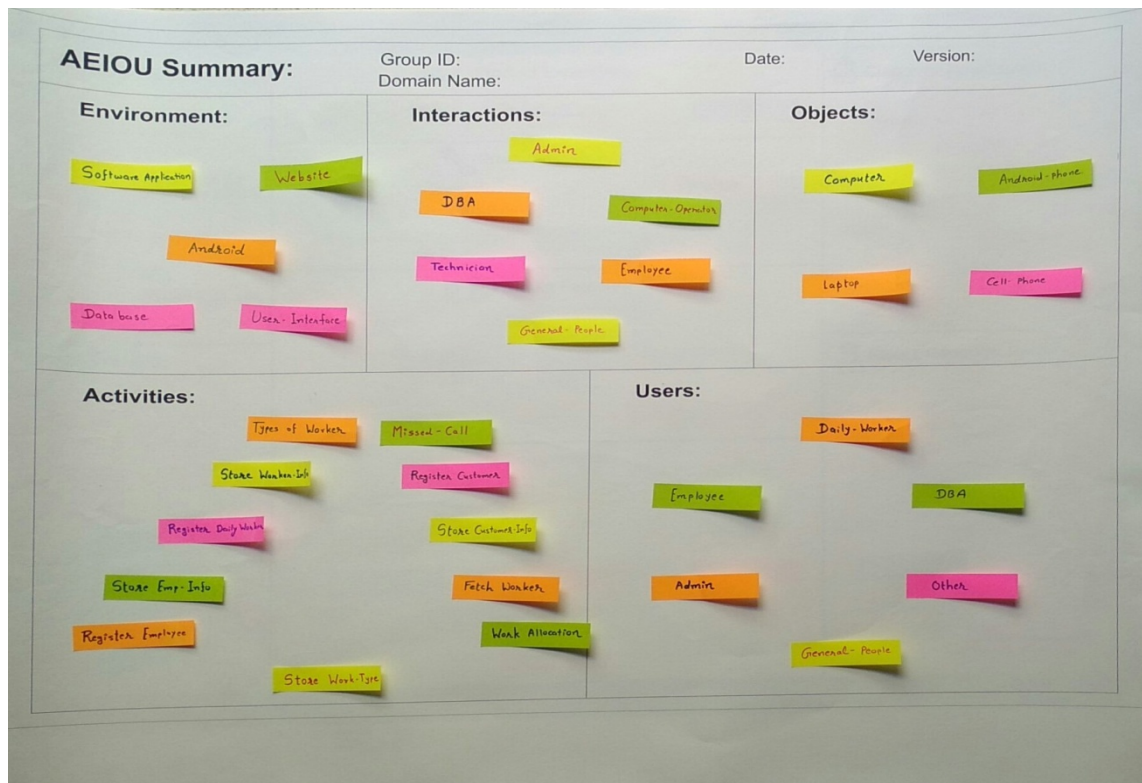 AEIOU Summary:
Group ID:
Domain Name:
Date:
Version:
Environment:
Software Application
Website
Android
Database
User-Interface
Interactions:
Admin
DBA
Computer-Operator
Technician
Employee
General-People
Objects:
Computer
Android-phone
Laptop
Cell-Phone
Activities:
Types of Worker
Missed-Call
Store Worker-Info
Register Customer
Register Daily Worker
Store Customer-Info
Store Emp-Info
Fetch Worker
Register Employee
Work Allocation
Store Work-Type
Users:
Daily-Worker
Employee
DBA
Admin
Other
General-People